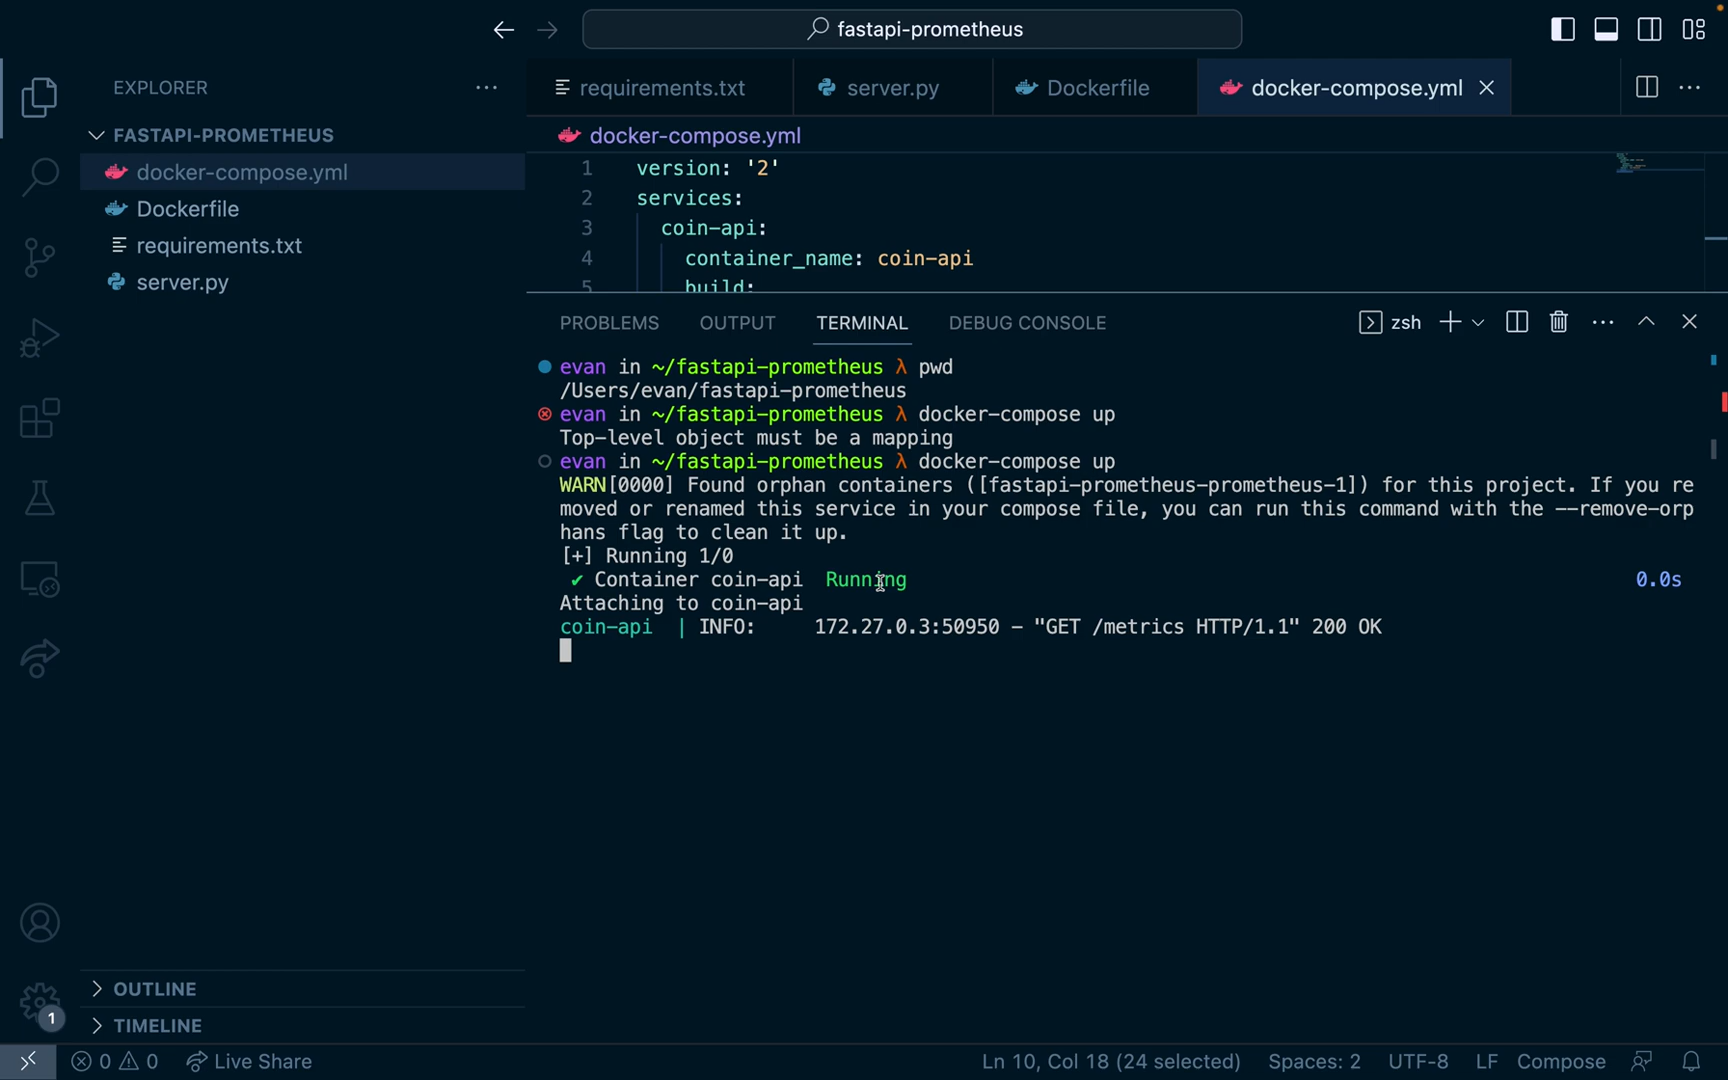 fastapi-prometheus
EXPLORER
FASTAPI-PROMETHEUS
docker-compose.yml
Dockerfile
requirements.txt
server.py
OUTLINE
TIMELINE
requirements.txt
server.py
Dockerfile
docker-compose.yml
docker-compose.yml
1 version: '2'
2 services:
3 coin-api:
4 container_name: coin-api
5 build:
PROBLEMS OUTPUT TERMINAL DEBUG CONSOLE
zsh
evan in ~/fastapi-prometheus λ pwd
/Users/evan/fastapi-prometheus
evan in ~/fastapi-prometheus λ docker-compose up
Top-level object must be a mapping
evan in ~/fastapi-prometheus λ docker-compose up
WARN[0000] Found orphan containers ([fastapi-prometheus-prometheus-1]) for this project. If you re
moved or renamed this service in your compose file, you can run this command with the --remove-orp
hans flag to clean it up.
[+] Running 1/0
✔ Container coin-api Running 0.0s
Attaching to coin-api
coin-api | INFO: 172.27.0.3:50950 - "GET /metrics HTTP/1.1" 200 OK
1
0 0 Live Share
Ln 10, Col 18 (24 selected) Spaces: 2 UTF-8 LF Compose